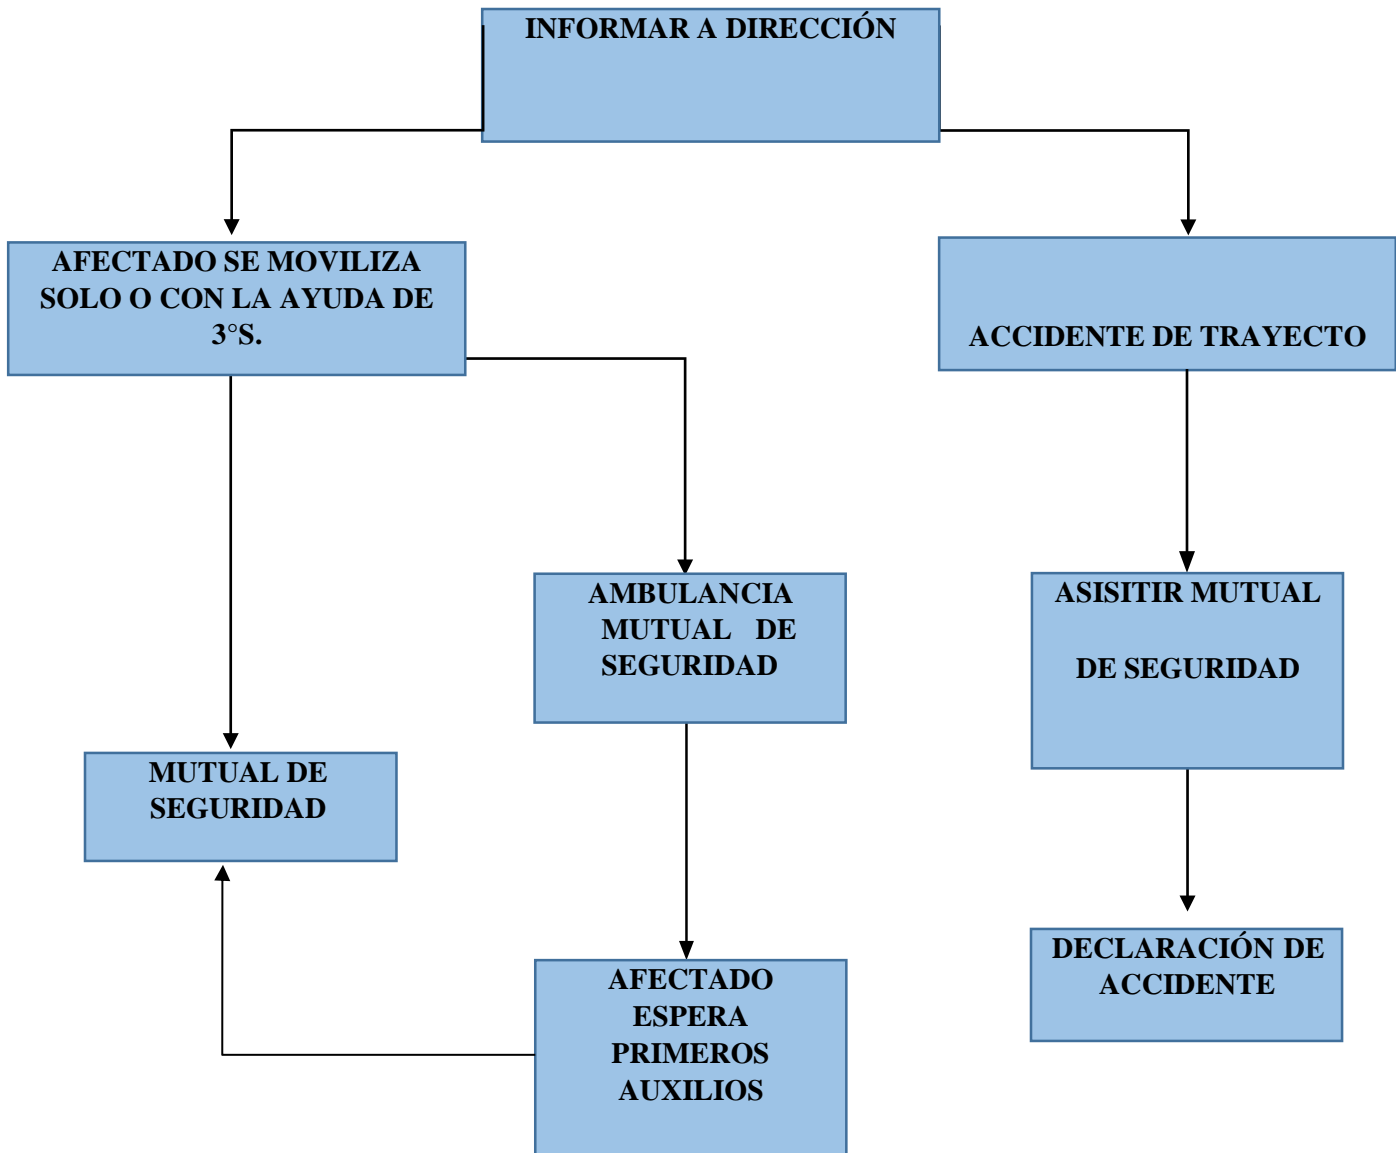 INFORMAR A DIRECCIÓN
AFECTADO SE MOVILIZA
SOLO O CON LA AYUDA DE
3°S.
ACCIDENTE DE TRAYECTO
AMBULANCIA
MUTUAL DE
SEGURIDAD
ASISITIR MUTUAL
DE SEGURIDAD
MUTUAL DE
SEGURIDAD
AFECTADO
ESPERA
PRIMEROS
AUXILIOS
DECLARACIÓN DE
ACCIDENTE